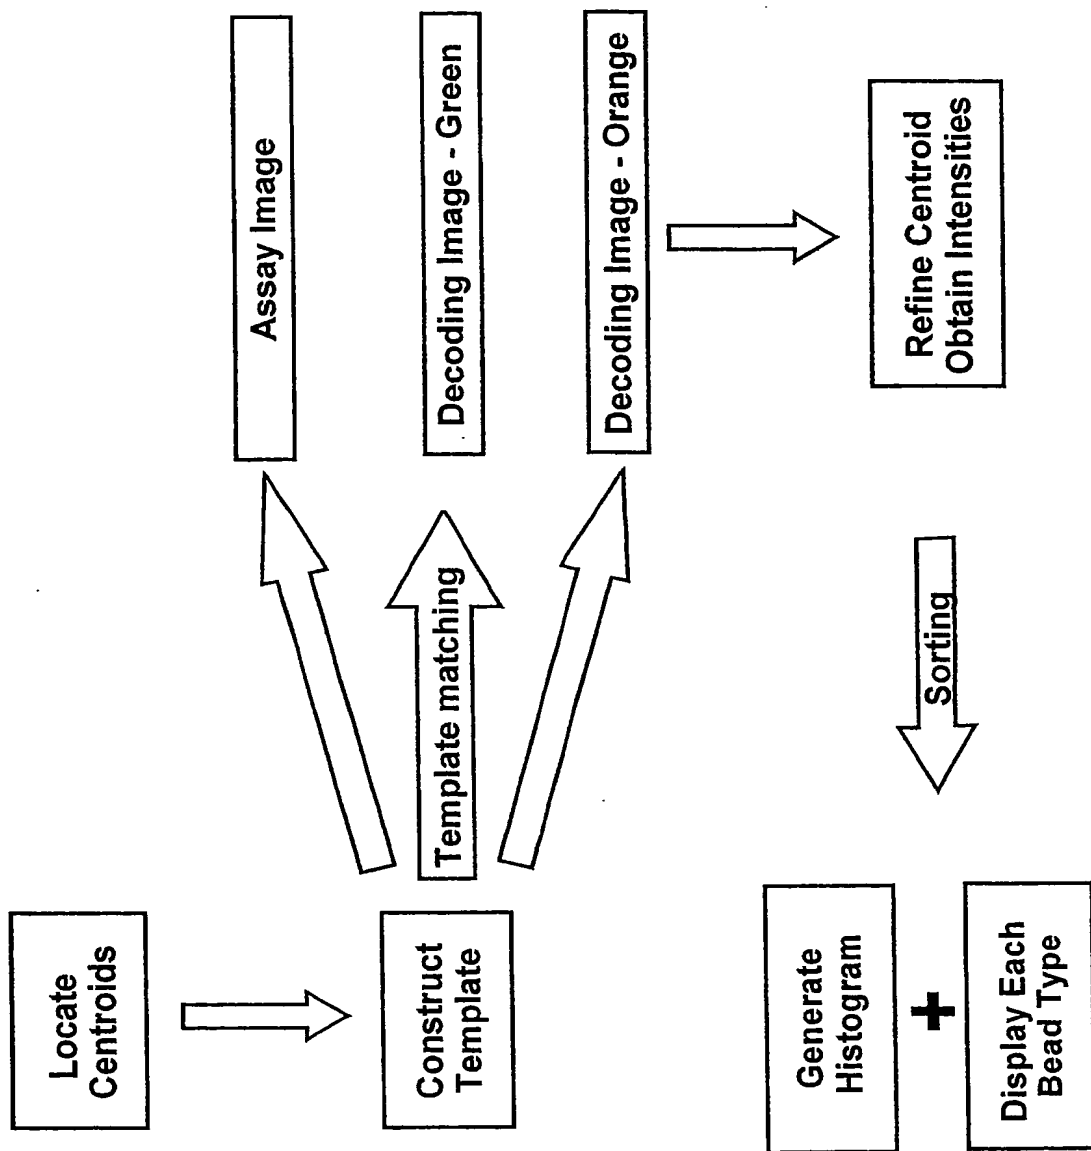 Locate
Centroids
Construct
Template
Template matching
Assay Image
Decoding Image - Green
Decoding Image - Orange
Refine Centroid
Obtain Intensities
Sorting
Generate
Histogram
+
Display Each
Bead Type